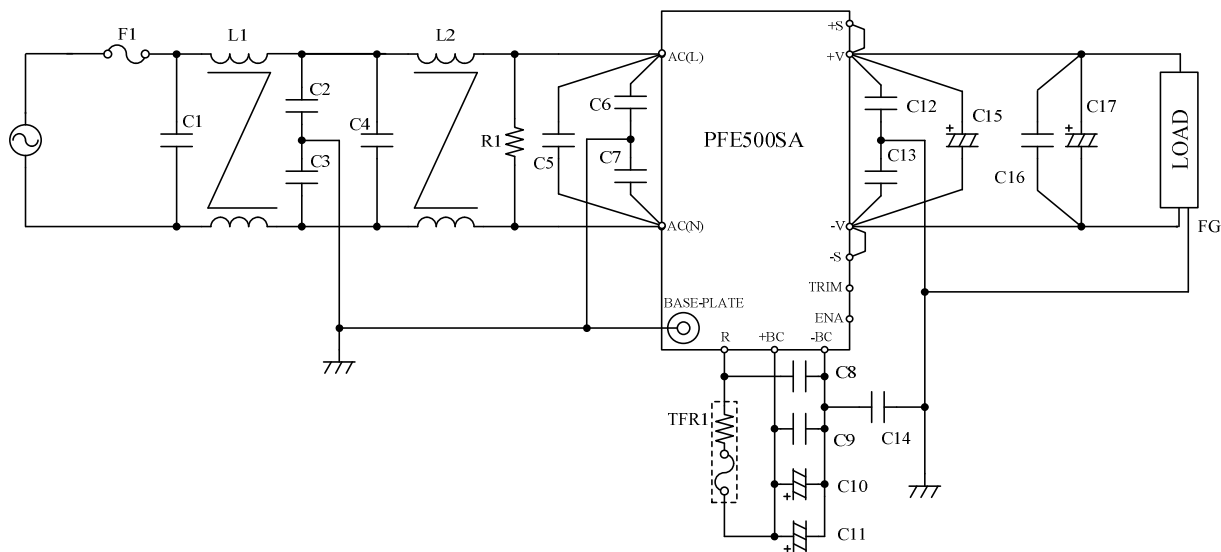 F1
L1
L2
C1
C2
C3
C4
R1
C5
C6
C7
AC(L)
AC(N)
PFE500SA
BASE-PLATE
R
+BC
-BC
+S
+V
-V
-S
TRIM
ENA
C12
C13
C15
+
C16
C17
+
LOAD
FG
TFR1
C8
C9
C14
C10
+
C11
+